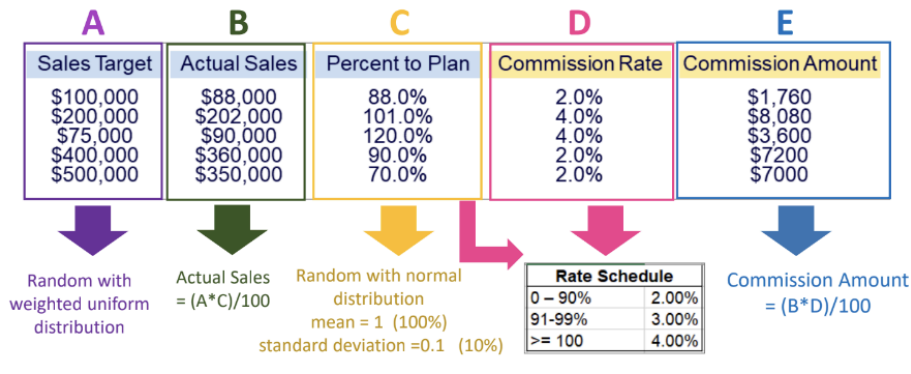 A B C D E
Sales Target Actual Sales Percent to Plan Commission Rate Commission Amount
$100,000 $88,000 88.0% 2.0% $1,760
$200,000 $202,000 101.0% 4.0% $8,080
$75,000 $90,000 120.0% 4.0% $3,600
$400,000 $360,000 90.0% 2.0% $7200
$500,000 $350,000 70.0% 2.0% $7000
Random with
weighted uniform
distribution
Actual Sales
= (A*C)/100
Random with normal
distribution
mean = 1 (100%)
standard deviation =0.1 (10%)
Rate Schedule
0 – 90% 2.00%
91-99% 3.00%
>= 100 4.00%
Commission Amount
= (B*D)/100